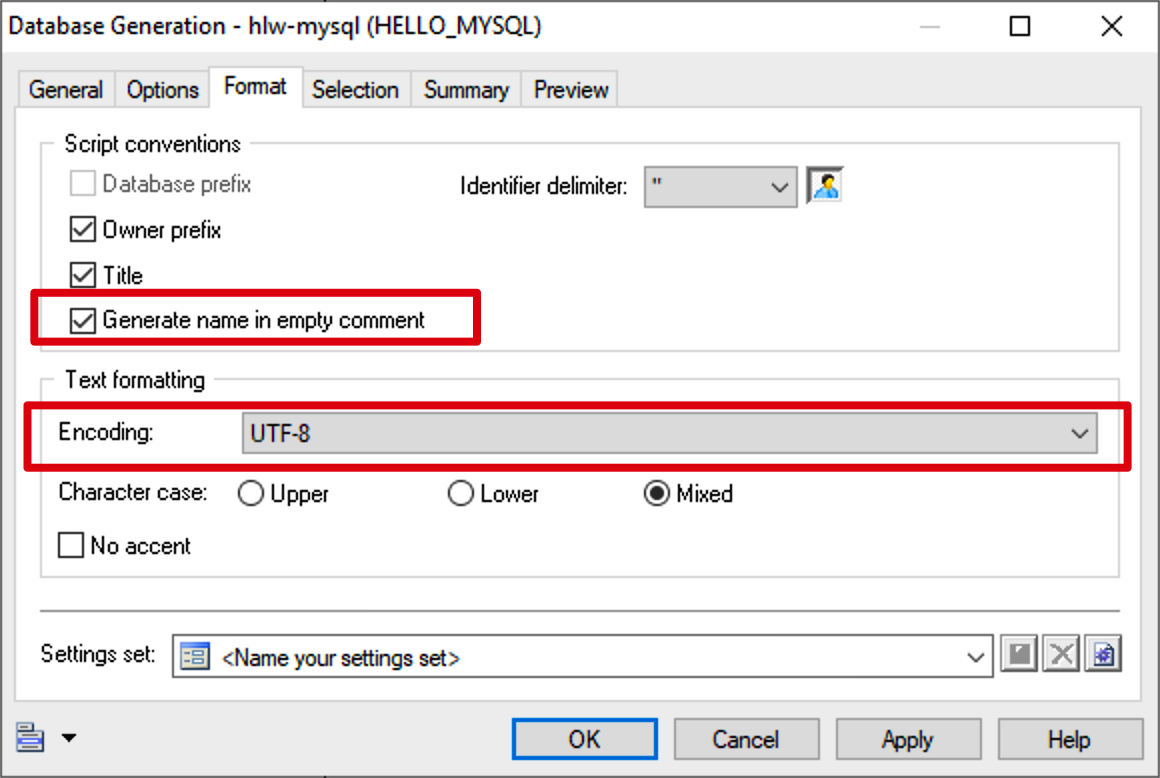 Database Generation - hlw-mysql (HELLO_MYSQL)
General Options Format Selection Summary Preview
Script conventions
Database prefix Identifier delimiter: "
Owner prefix
Title
Generate name in empty comment
Text formatting
Encoding: UTF-8
Character case: Upper Lower Mixed
No accent
Settings set: <Name your settings set>
OK Cancel Apply Help